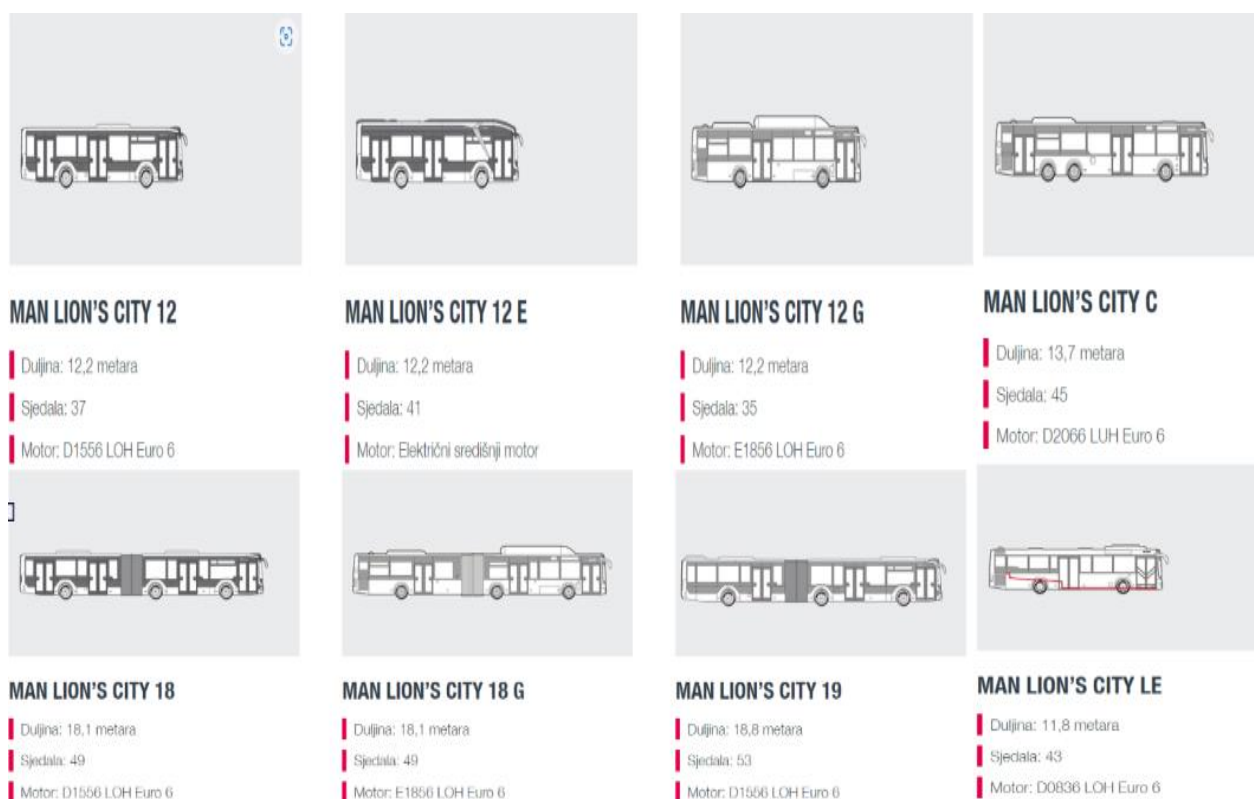 MAN LION'S CITY 12
Duljina: 12,2 metara
Sjedala: 37
Motor: D1556 LOH Euro 6
MAN LION'S CITY 12 E
Duljina: 12,2 metara
Sjedala: 41
Motor: Električni središnji motor
MAN LION'S CITY 12 G
Duljina: 12,2 metara
Sjedala: 35
Motor: E1856 LOH Euro 6
MAN LION'S CITY C
Duljina: 13,7 metara
Sjedala: 45
Motor: D2066 LUH Euro 6
MAN LION'S CITY 18
Duljina: 18,1 metara
Sjedala: 49
Motor: D1556 LOH Euro 6
MAN LION'S CITY 18 G
Duljina: 18,1 metara
Sjedala: 49
Motor: E1856 LOH Euro 6
MAN LION'S CITY 19
Duljina: 18,8 metara
Sjedala: 53
Motor: D1556 LOH Euro 6
MAN LION'S CITY LE
Duljina: 11,8 metara
Sjedala: 43
Motor: D0836 LOH Euro 6